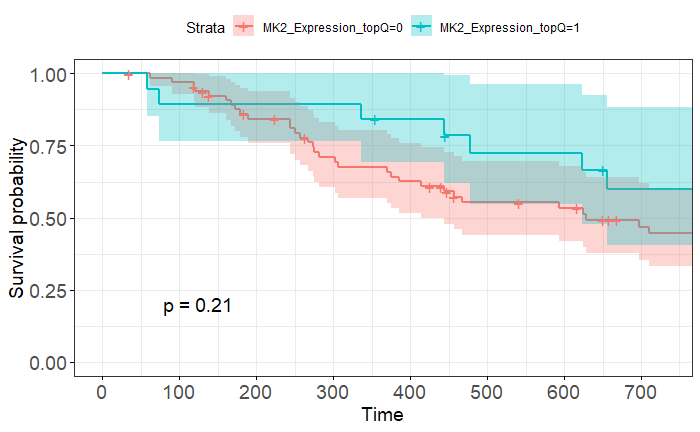 Strata MK2_Expression_topQ=0 MK2_Expression_topQ=1
1.00
0.75
0.50
0.25
0.00
Survival probability
p = 0.21
0 100 200 300 400 500 600 700
Time